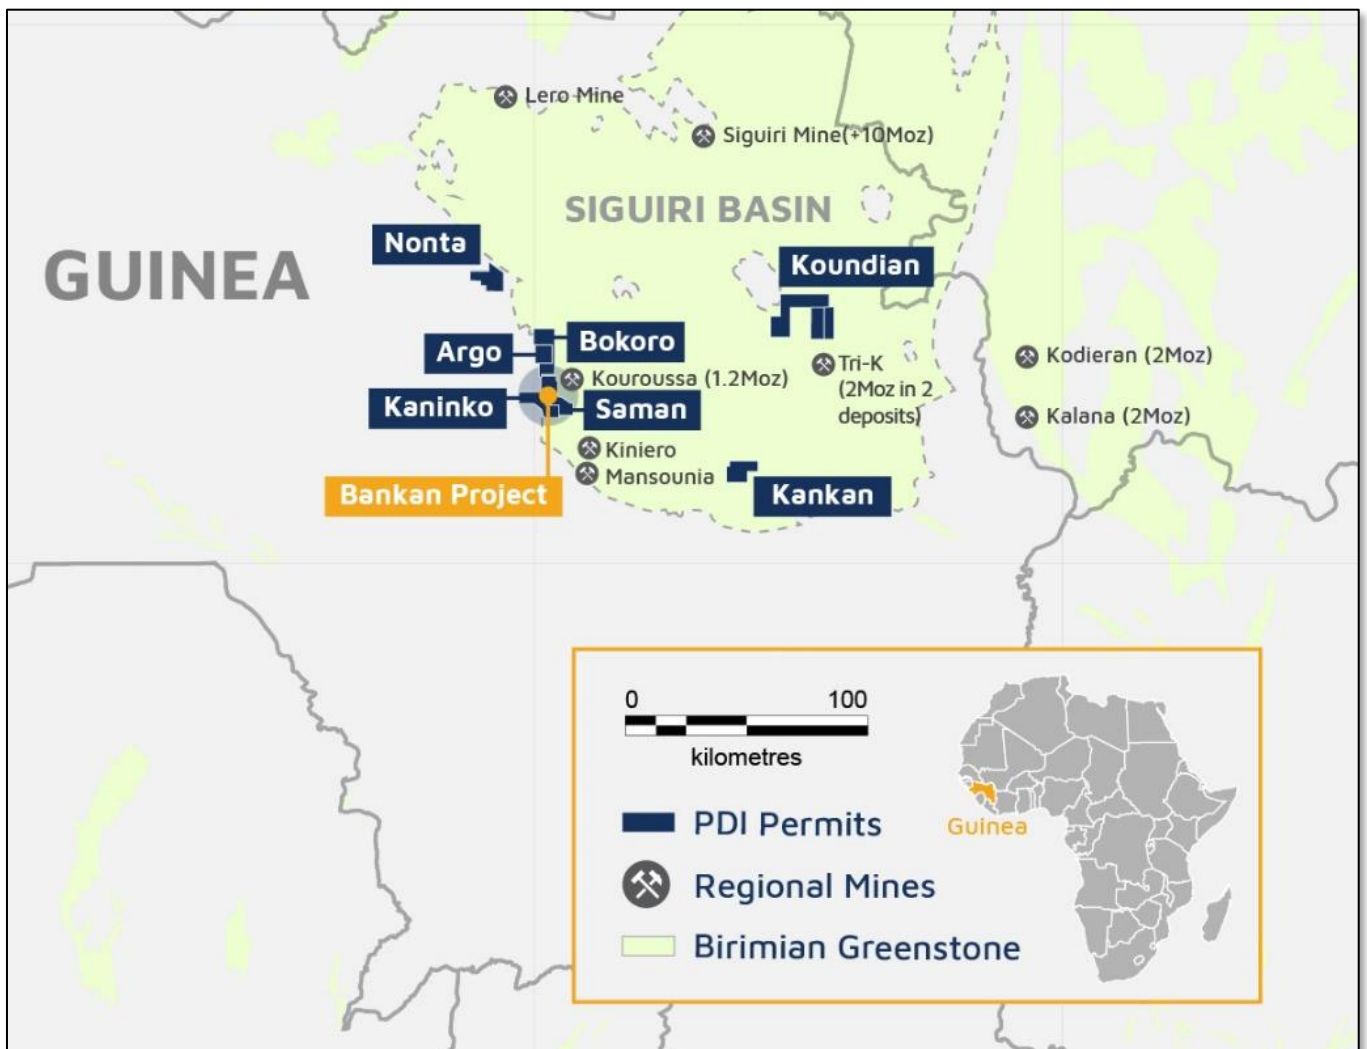 Lero Mine
Siguiri Mine(+10Moz)
SIGUIRI BASIN
Nonta
GUINEA
Koundian
Bokoro
Argo
Kouroussa (1.2Moz)
Tri-K
(2Moz in 2
deposits)
Kodieran (2Moz)
Kaninko
Saman
Kalana (2Moz)
Kiniero
Mansounia
Bankan Project
Kankan
0 100
kilometres
PDI Permits
Regional Mines
Birimian Greenstone
Guinea